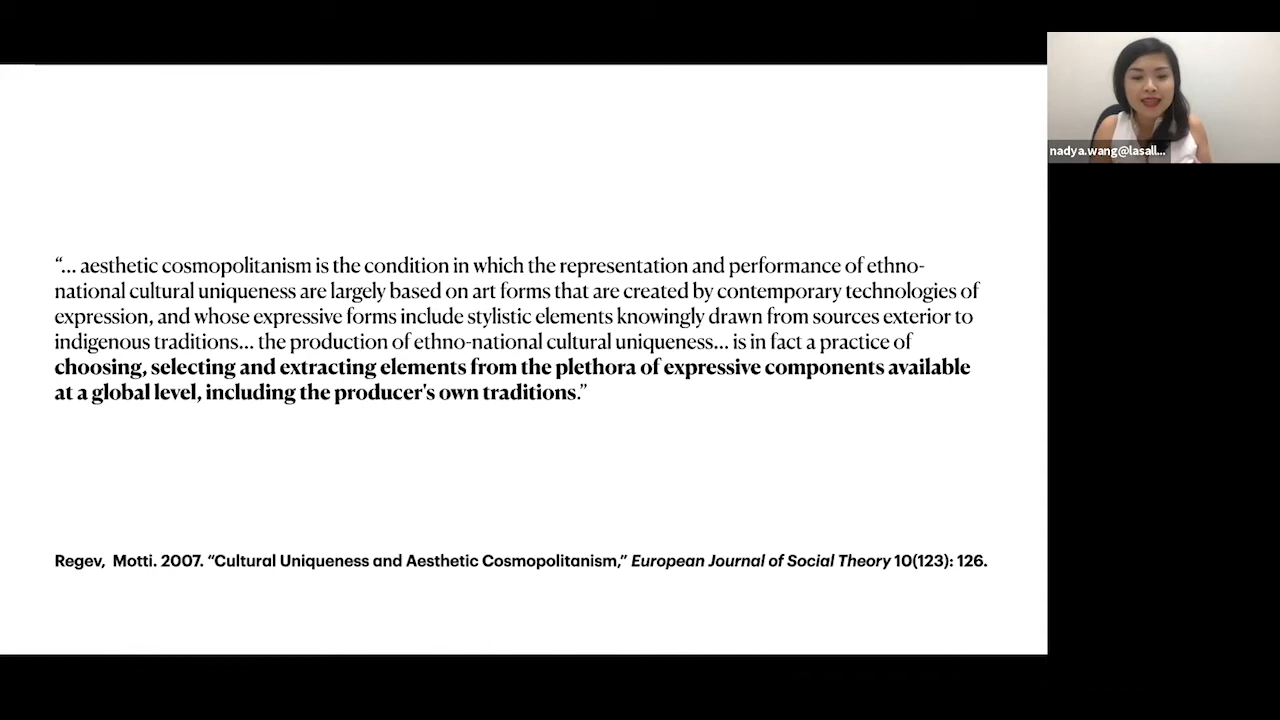 “... aesthetic cosmopolitanism is the condition in which the representation and performance of ethno-
national cultural uniqueness are largely based on art forms that are created by contemporary technologies of
expression, and whose expressive forms include stylistic elements knowingly drawn from sources exterior to
indigenous traditions... the production of ethno-national cultural uniqueness... is in fact a practice of
choosing, selecting and extracting elements from the plethora of expressive components available
at a global level, including the producer's own traditions.”
Regev, Motti. 2007. “Cultural Uniqueness and Aesthetic Cosmopolitanism,” European Journal of Social Theory 10(123): 126.
nadya.wang@lasall...